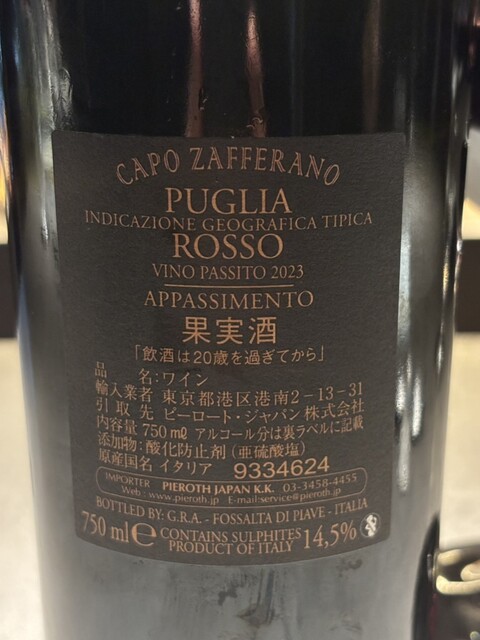 CAPO ZAFFERANO
PUGLIA
INDICAZIONE GEOGRAFICA TIPICA
ROSSO
VINO PASSITO 2023
APPASSIMENTO
果実酒
「飲酒は20歳を過ぎてから」
品 名:ワイン
輸入業者 東京都港区港南2-13-31
引取先 ピーロート・ジャパン株式会社
内容量 750㎖ アルコール分は裏ラベルに記載
添加物:酸化防止剤(亜硫酸塩)
原産国名 イタリア 9334624
IMPORTER PIEROTH JAPAN K.K. 03-3458-4455
Web : www.pieroth.jp E-mail:service@pieroth.jp
BOTTLED BY: G.R.A. - FOSSALTA DI PIAVE - ITALIA
750 ml e CONTAINS SULPHITES 14,5%
PRODUCT OF ITALY